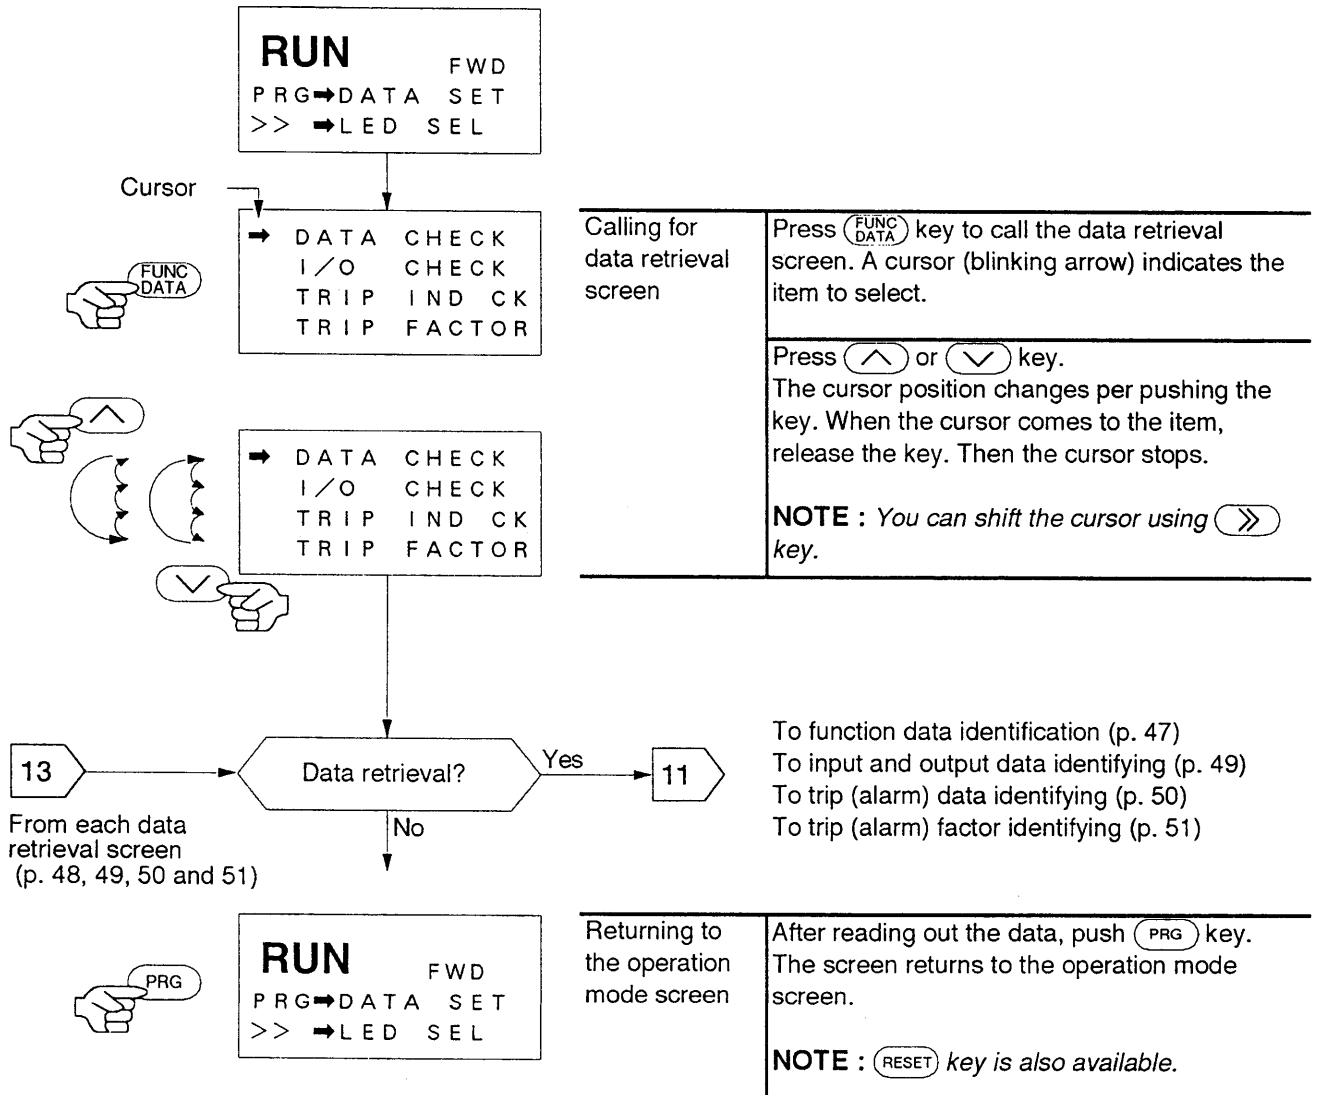 RUN
FWD
PRG➡DATA SET
>> ➡LED SEL
Cursor
➡ DATA CHECK
I/O CHECK
TRIP IND CK
TRIP FACTOR
FUNC
DATA
Calling for
data retrieval
screen
Press FUNC DATA key to call the data retrieval
screen. A cursor (blinking arrow) indicates the
item to select.
Press ∧ or ∨ key.
The cursor position changes per pushing the
key. When the cursor comes to the item,
release the key. Then the cursor stops.
NOTE : You can shift the cursor using >> key.
➡ DATA CHECK
I/O CHECK
TRIP IND CK
TRIP FACTOR
13
Data retrieval?
Yes
11
No
From each data
retrieval screen
(p. 48, 49, 50 and 51)
To function data identification (p. 47)
To input and output data identifying (p. 49)
To trip (alarm) data identifying (p. 50)
To trip (alarm) factor identifying (p. 51)
PRG
RUN
FWD
PRG➡DATA SET
>> ➡LED SEL
Returning to
the operation
mode screen
After reading out the data, push PRG key.
The screen returns to the operation mode
screen.
NOTE : RESET key is also available.